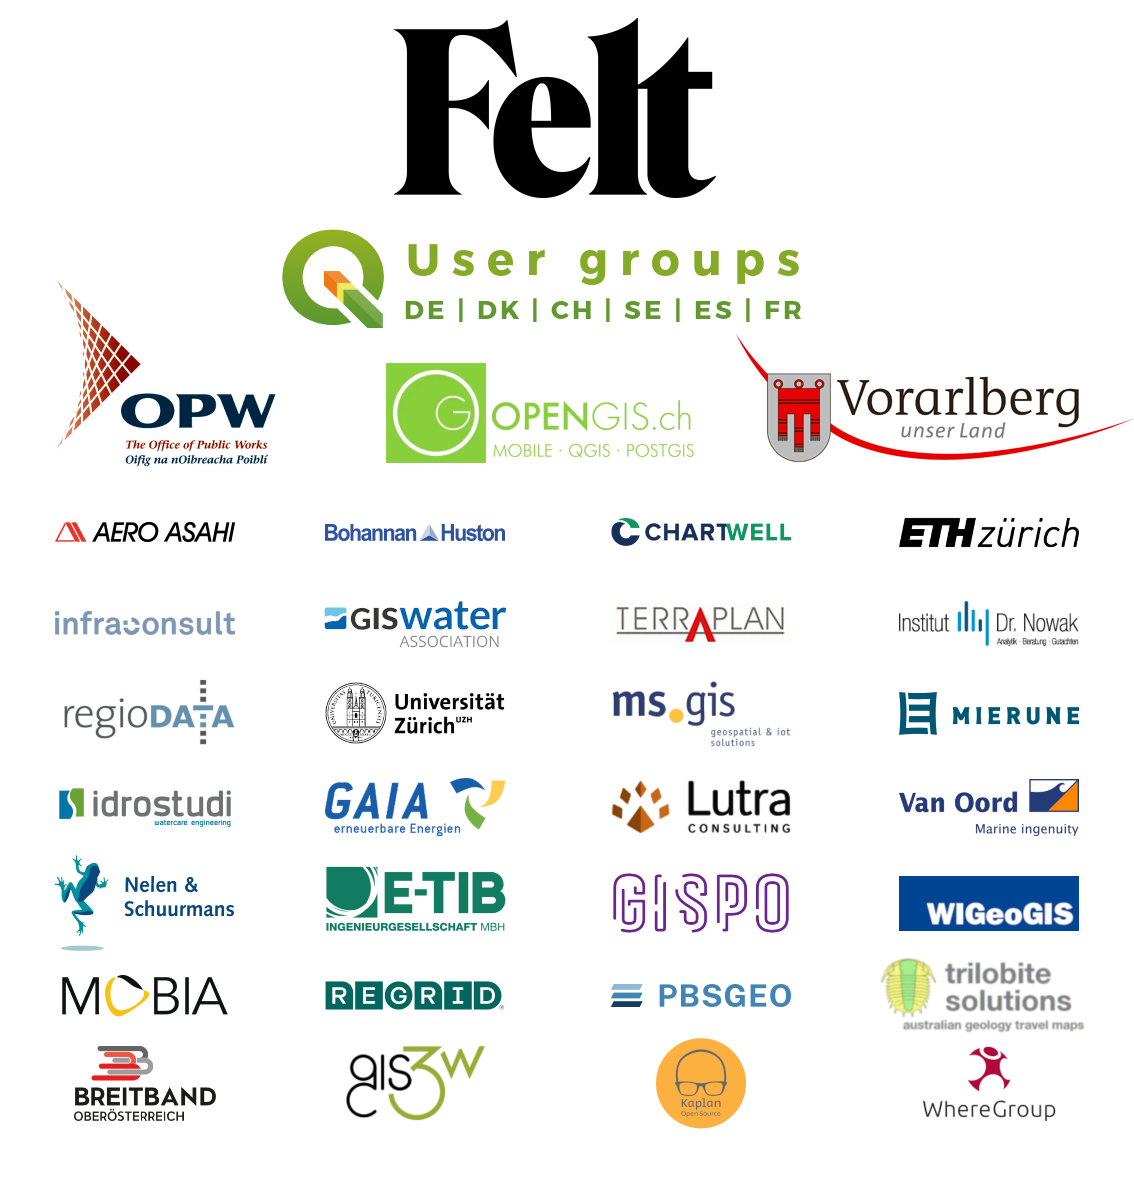 Felt
User groups
DE | DK | CH | SE | ES | FR
OPW
The Office of Public Works
Oifig na nOibreacha Poiblí
G
OPENGIS.ch
MOBILE · QGIS · POSTGIS
Vorarlberg
unser Land
AERO ASAHI
Bohannan Huston
CHARTWELL
ETH zürich
infraconsult
GISwater
ASSOCIATION
TERRAPLAN
Institut Dr. Nowak
Analytik · Beratung · Gutachten
regioDATA
Universität
Zürich UZH
ms.gis
geospatial & iot
solutions
MIERUNE
idrostudi
watercare engineering
GAIA
erneuerbare Energien
Lutra
CONSULTING
Van Oord
Marine ingenuity
Nelen &
Schuurmans
E-TIB
INGENIEURGESELLSCHAFT MBH
GISPO
WIGeoGIS
MOBIA
REGRID®
PBSGEO
trilobite
solutions
australian geology travel maps
BREITBAND
OBERÖSTERREICH
gis3w
Kaplan
Open Source
WhereGroup